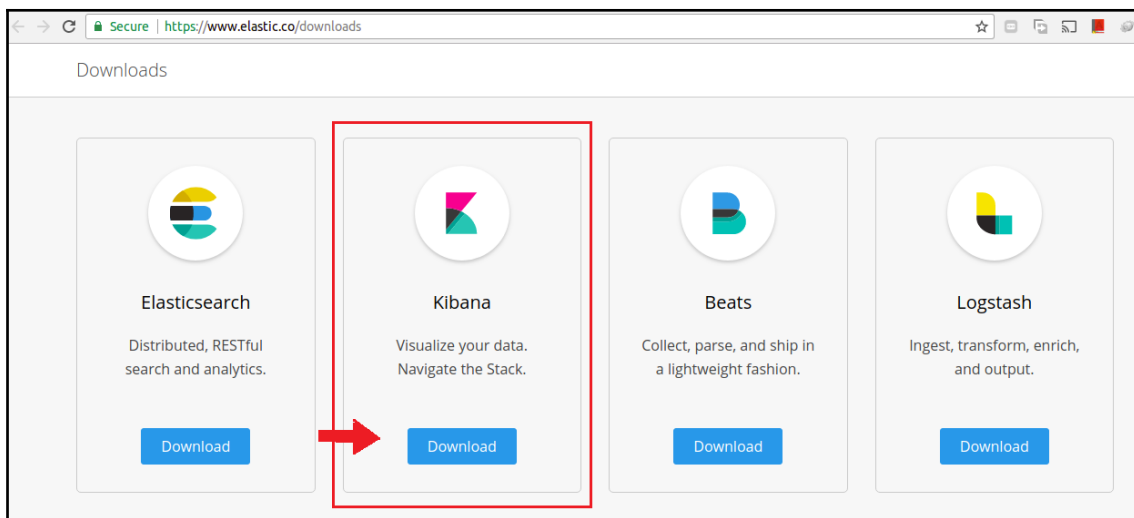 Secure | https://www.elastic.co/downloads
Downloads
Elasticsearch
Distributed, RESTful
search and analytics.
Download
Kibana
Visualize your data.
Navigate the Stack.
Download
Beats
Collect, parse, and ship in
a lightweight fashion.
Download
Logstash
Ingest, transform, enrich,
and output.
Download